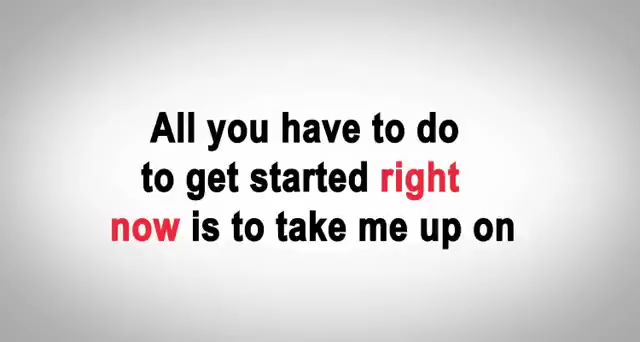 All you have to do
to get started right
now is to take me up on